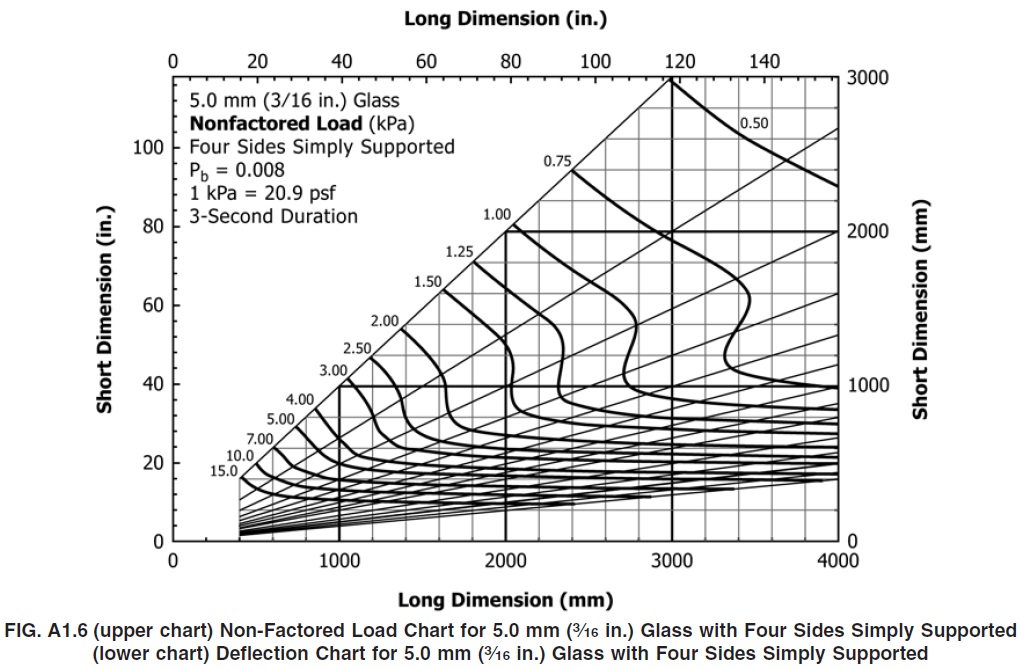 Long Dimension (in.)
0 20 40 60 80 100 120 140
5.0 mm (3/16 in.) Glass
Nonfactored Load (kPa)
Four Sides Simply Supported
Pb = 0.008
1 kPa = 20.9 psf
3-Second Duration
Short Dimension (in.)
100
80
60
40
20
0
0.50
0.75
1.00
1.25
1.50
2.00
2.50
3.00
4.00
5.00
7.00
10.0
15.0
3000
2000
1000
0
Short Dimension (mm)
0 1000 2000 3000 4000
Long Dimension (mm)
FIG. A1.6 (upper chart) Non-Factored Load Chart for 5.0 mm (3⁄16 in.) Glass with Four Sides Simply Supported
(lower chart) Deflection Chart for 5.0 mm (3⁄16 in.) Glass with Four Sides Simply Supported